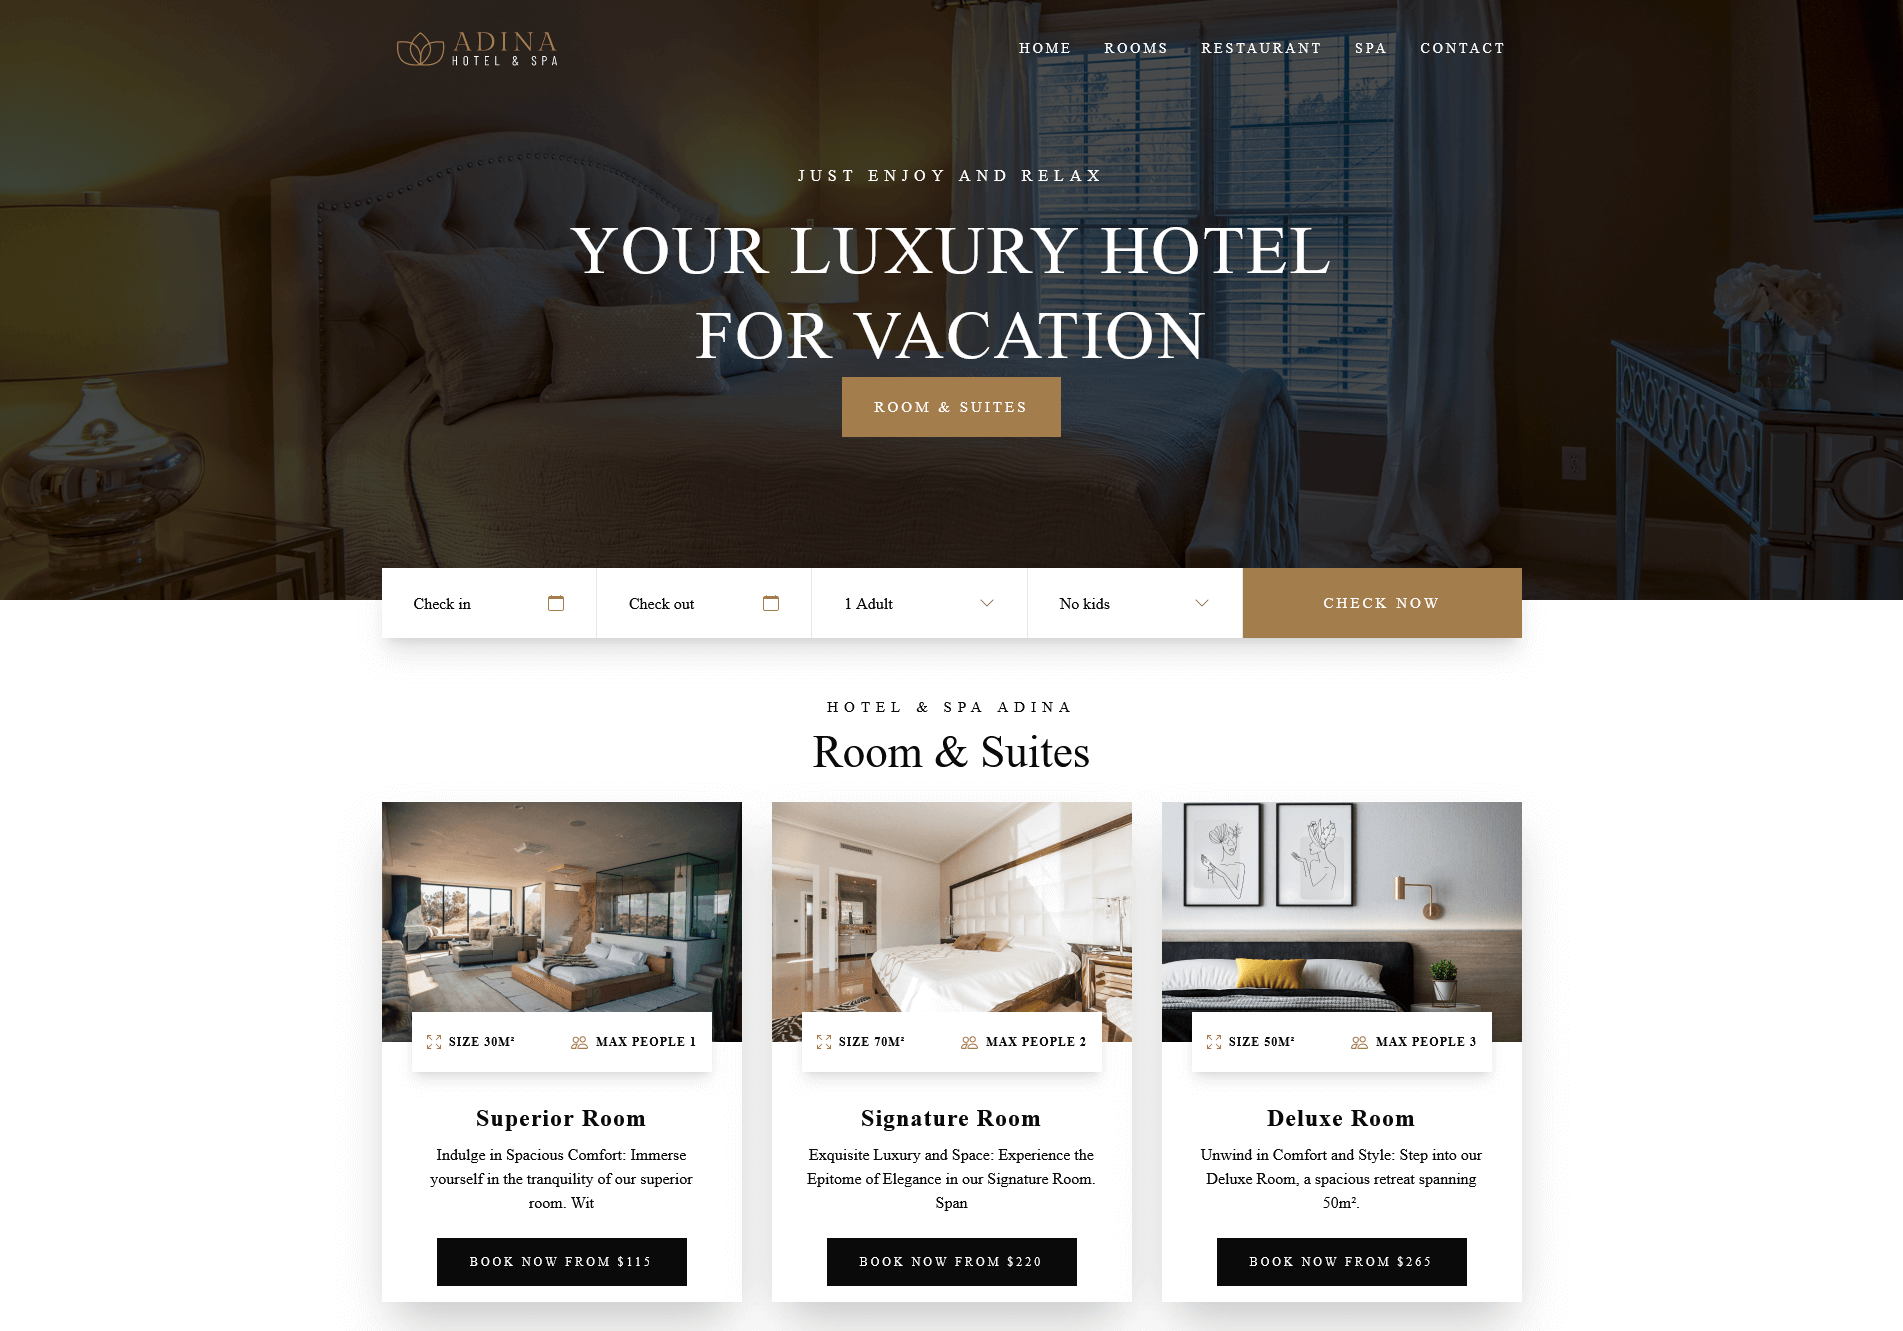 ADINA
HOTEL & SPA
HOME ROOMS RESTAURANT SPA CONTACT
JUST ENJOY AND RELAX
YOUR LUXURY HOTEL
FOR VACATION
ROOM & SUITES
Check in
Check out
1 Adult
No kids
CHECK NOW
HOTEL & SPA ADINA
Room & Suites
SIZE 30M²
MAX PEOPLE 1
Superior Room
Indulge in Spacious Comfort: Immerse
yourself in the tranquility of our superior
room. Wit
BOOK NOW FROM $115
SIZE 70M²
MAX PEOPLE 2
Signature Room
Exquisite Luxury and Space: Experience the
Epitome of Elegance in our Signature Room.
Span
BOOK NOW FROM $220
SIZE 50M²
MAX PEOPLE 3
Deluxe Room
Unwind in Comfort and Style: Step into our
Deluxe Room, a spacious retreat spanning
50m².
BOOK NOW FROM $265